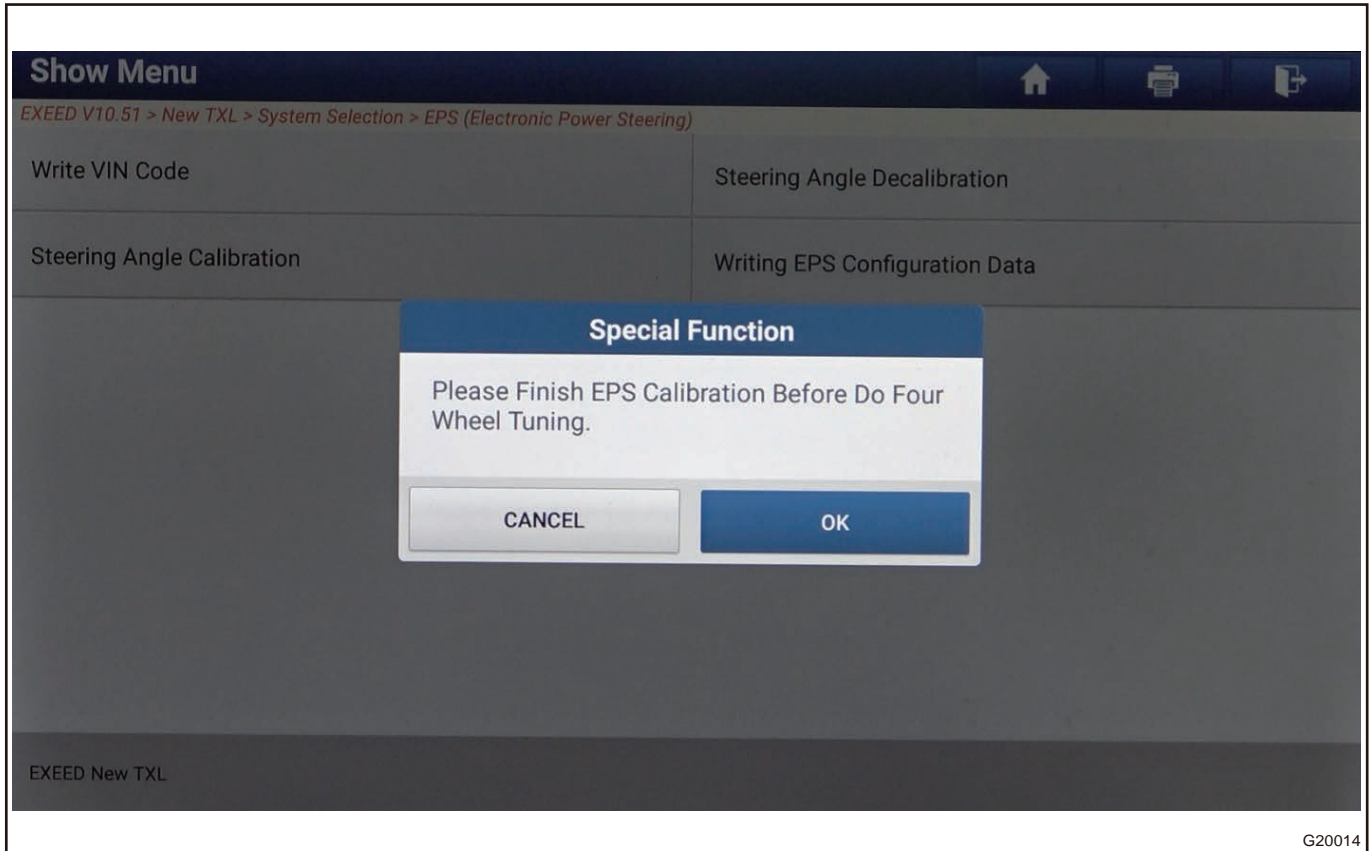 Show Menu
EXEED V10.51 > New TXL > System Selection > EPS (Electronic Power Steering)
Write VIN Code
Steering Angle Decalibration
Steering Angle Calibration
Writing EPS Configuration Data
Special Function
Please Finish EPS Calibration Before Do Four
Wheel Tuning.
CANCEL
OK
EXEED New TXL
G20014